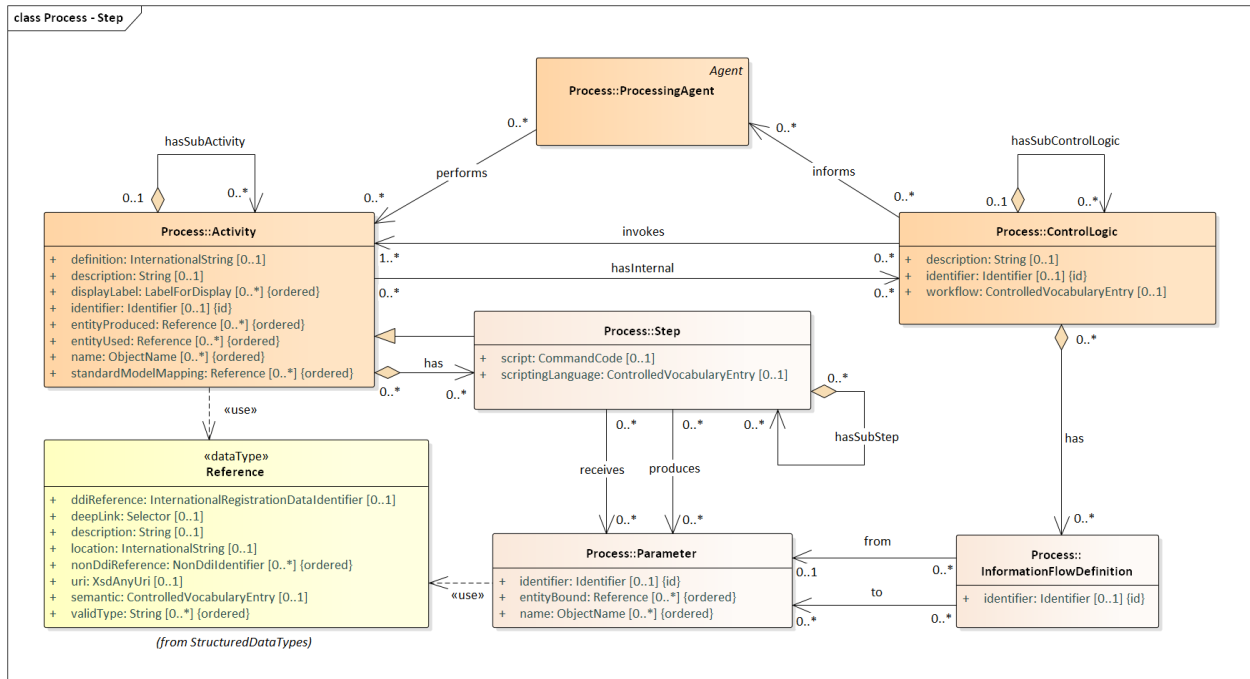 class Process - Step
Agent
Process::ProcessingAgent
0..*
0..*
hasSubActivity
hasSubControlLogic
performs
informs
0..1
0..*
0..*
0..*
0..1
0..*
Process::Activity
+ definition: InternationalString [0..1]
+ description: String [0..1]
+ displayLabel: LabelForDisplay [0..*] {ordered}
+ identifier: Identifier [0..1] {id}
+ entityProduced: Reference [0..*] {ordered}
+ entityUsed: Reference [0..*] {ordered}
+ name: ObjectName [0..*] {ordered}
+ standardModelMapping: Reference [0..*] {ordered}
invokes
1..*
0..*
hasInternal
0..*
0..*
Process::ControlLogic
+ description: String [0..1]
+ identifier: Identifier [0..1] {id}
+ workflow: ControlledVocabularyEntry [0..1]
Process::Step
+ script: CommandCode [0..1]
+ scriptingLanguage: ControlledVocabularyEntry [0..1]
has
0..*
0..*
0..*
0..*
hasSubStep
0..*
has
0..*
«use»
0..*
0..*
receives
produces
0..*
0..*
«dataType»
Reference
+ ddiReference: InternationalRegistrationDataIdentifier [0..1]
+ deepLink: Selector [0..1]
+ description: String [0..1]
+ location: InternationalString [0..1]
+ nonDdiReference: NonDdiIdentifier [0..*] {ordered}
+ uri: XsdAnyUri [0..1]
+ semantic: ControlledVocabularyEntry [0..1]
+ validType: String [0..*] {ordered}
(from StructuredDataTypes)
«use»
Process::Parameter
+ identifier: Identifier [0..1] {id}
+ entityBound: Reference [0..*] {ordered}
+ name: ObjectName [0..*] {ordered}
from
0..1
0..*
to
0..*
0..*
Process::
InformationFlowDefinition
+ identifier: Identifier [0..1] {id}